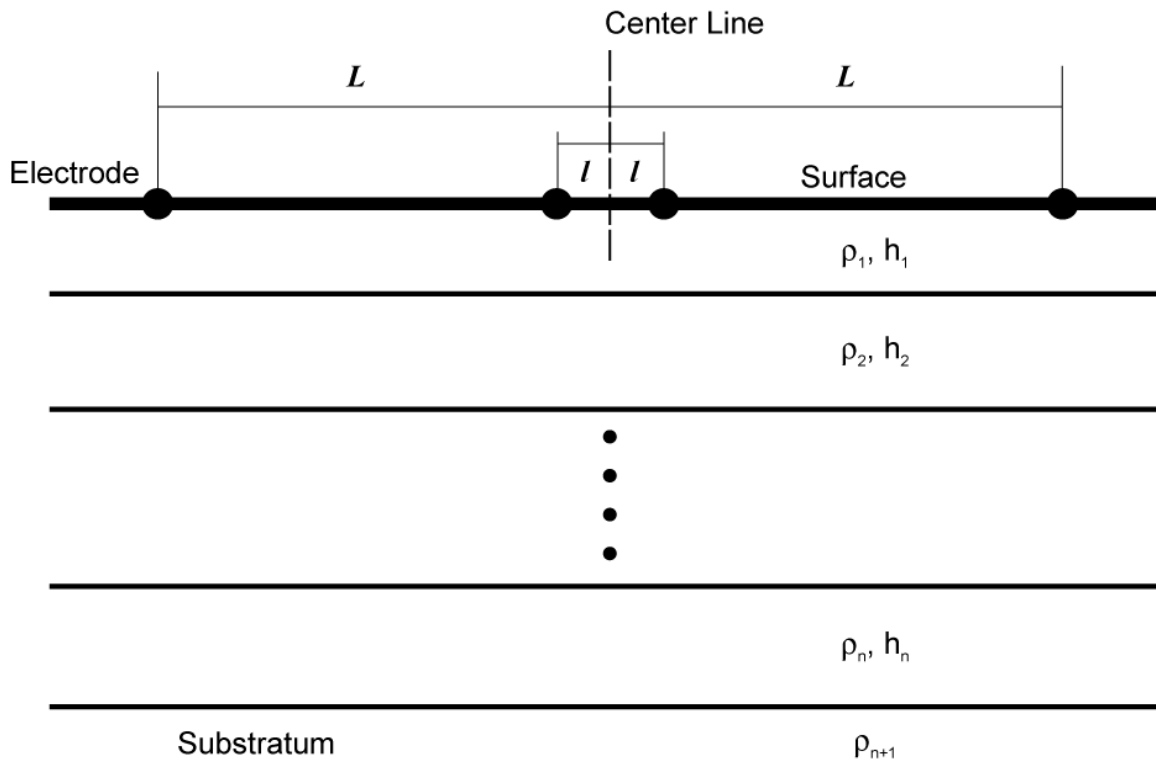 Center Line
L L
Electrode l l Surface
ρ₁, h₁
ρ₂, h₂
ρₙ, hₙ
Substratum ρₙ₊₁